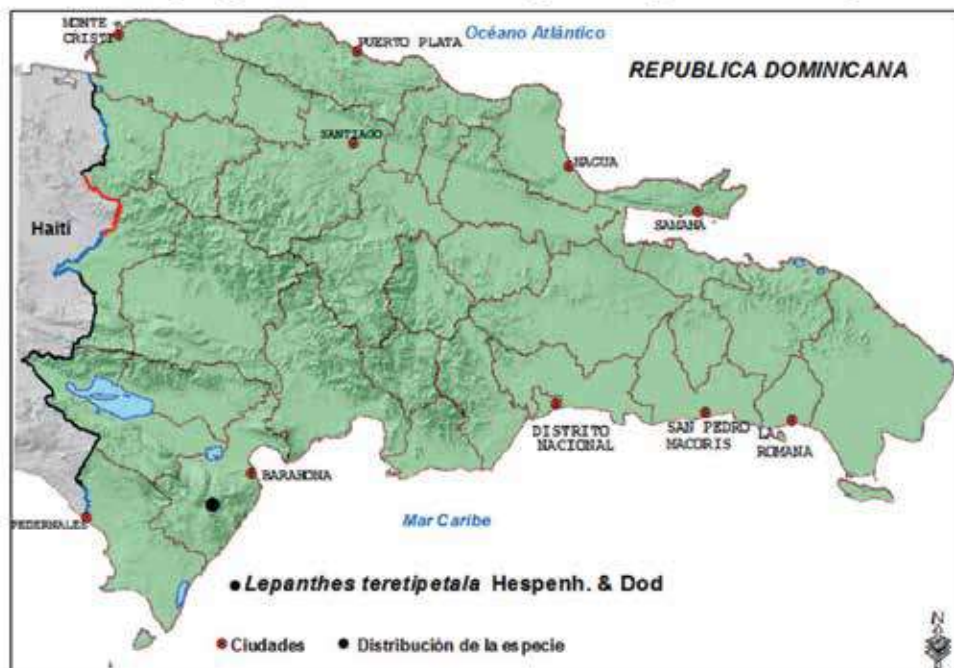 MONTE
CRISTI
PUERTO PLATA
Océano Atlántico
REPUBLICA DOMINICANA
SANTIAGO
NAGUA
SAMANA
Haití
DISTRITO
NACIONAL
SAN PEDRO
MACORIS
LA
ROMANA
BARAHONA
PEDERNALES
Mar Caribe
Lepanthes teretipetala Hespenh. & Dod
Ciudades
Distribución de la especie
N